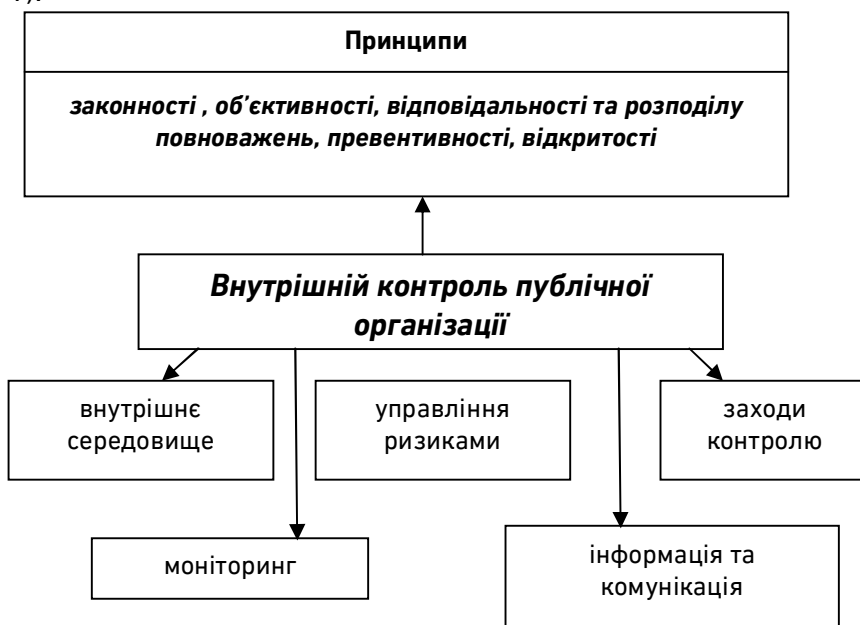 Принципи
законності , об’єктивності, відповідальності та розподілу
повноважень, превентивності, відкритості
Внутрішній контроль публічної
організації
внутрішнє
середовище
управління
ризиками
заходи
контролю
моніторинг
інформація та
комунікація